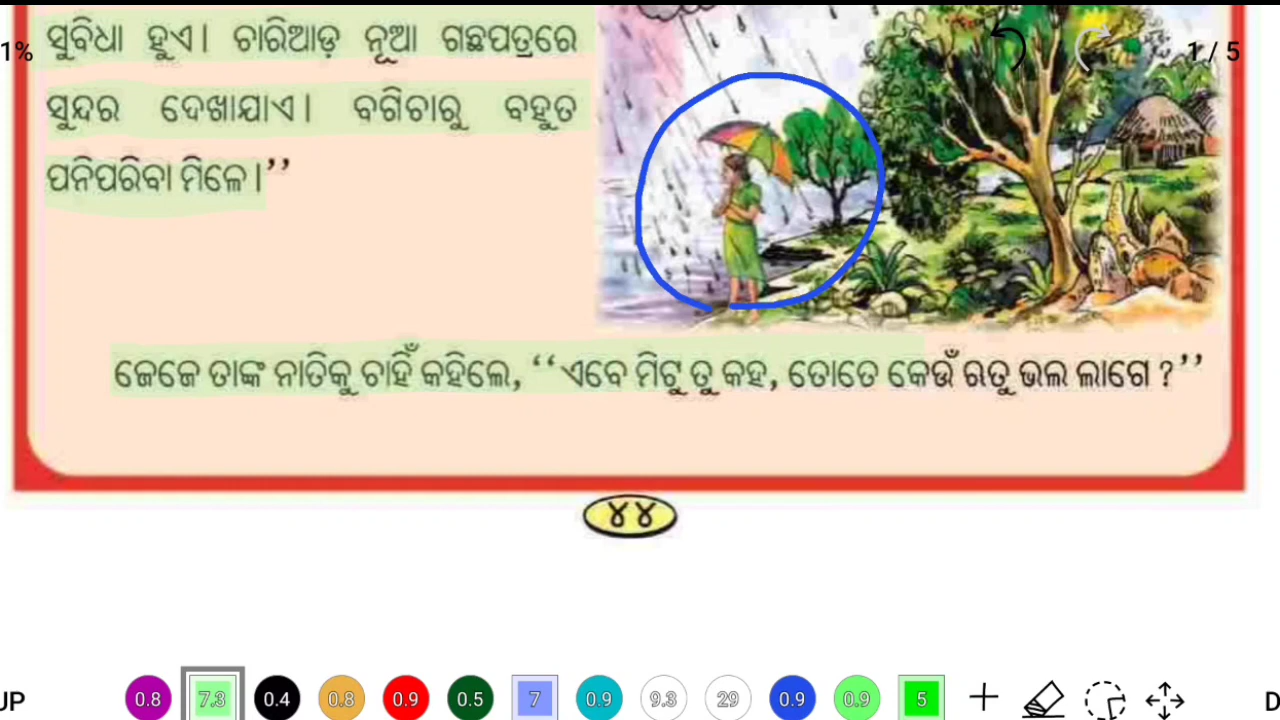 ସୁବିଧା ହୁଏ। ଚାରିଆଡ଼ ନୂଆ ଗଛପତ୍ରରେ
1%
1 / 5
ସୁନ୍ଦର ଦେଖାଯାଏ। ବଗିଚାରୁ ବହୁତ
ପନିପରିବା ମିଳେ।’’
ଜେଜେ ତାଙ୍କ ନାତିକୁ ଚାହିଁ କହିଲେ, ‘‘ଏବେ ମିଟୁ ତୁ କହ, ତୋତେ କେଉଁ ଋତୁ ଭଲ ଲାଗେ ?’’
୪୪
UP 0.8 7.3 0.4 0.8 0.9 0.5 7 0.9 9.3 29 0.9 0.9 5 D